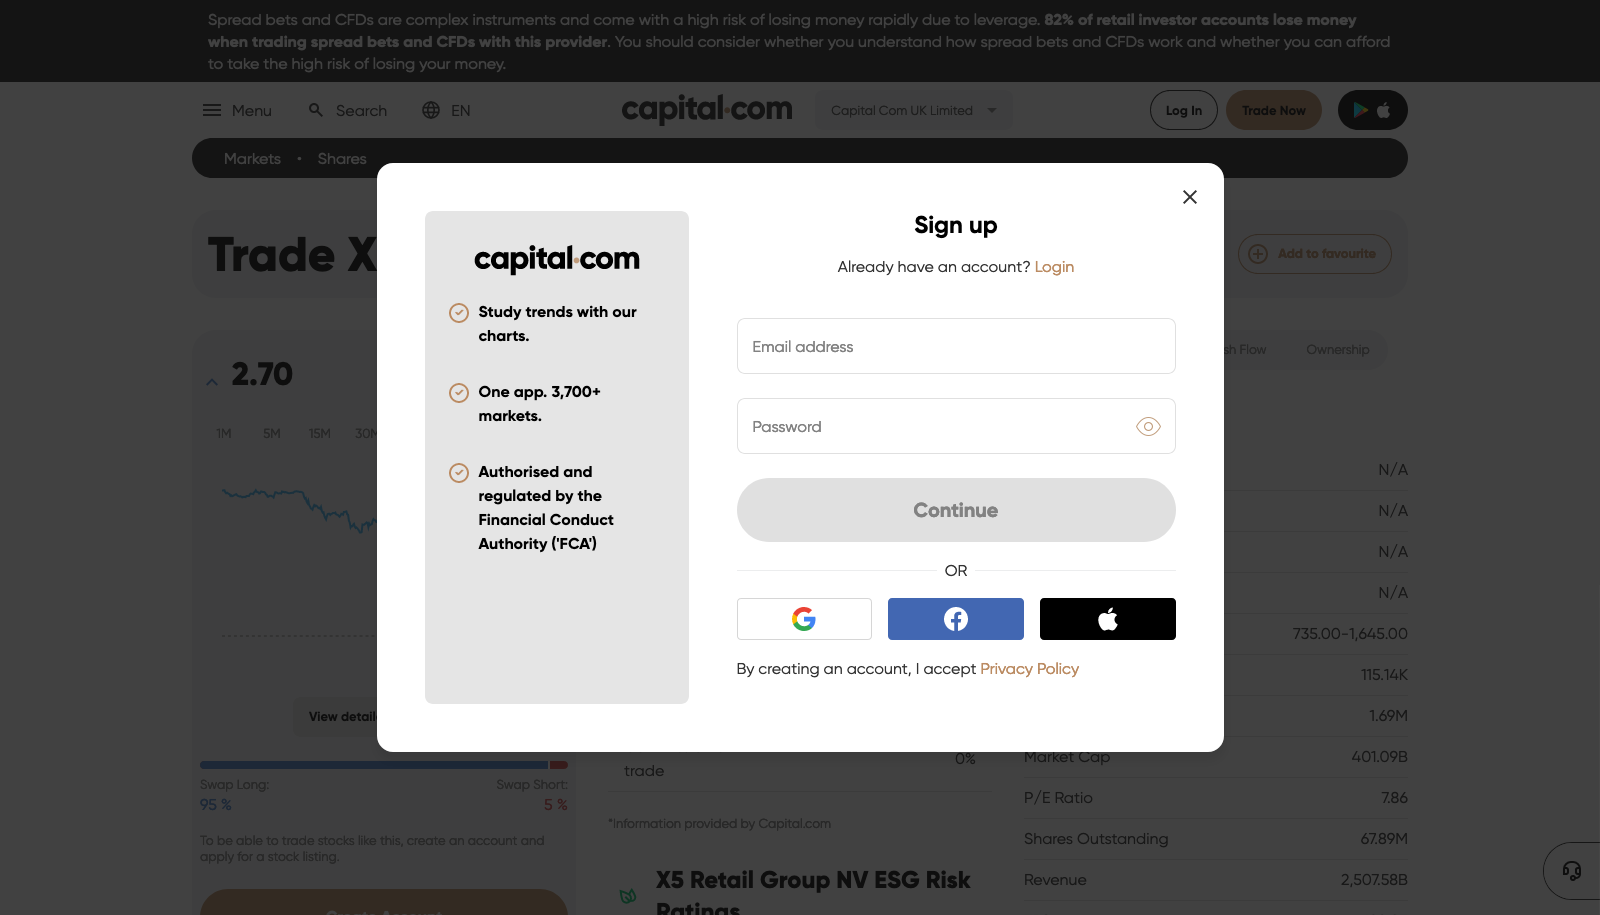 Spread bets and CFDs are complex instruments and come with a high risk of losing money rapidly due to leverage. 82% of retail investor accounts lose money
when trading spread bets and CFDs with this provider. You should consider whether you understand how spread bets and CFDs work and whether you can afford
to take the high risk of losing your money.
Menu
Search
EN
capital.com
Capital Com UK Limited
Log In
Trade Now
Markets • Shares
Trade X
Add to favourite
2.70
1M 5M 15M 30M
Flow
Ownership
Sign up
Already have an account? Login
capital.com
Study trends with our
charts.
One app. 3,700+
markets.
Authorised and
regulated by the
Financial Conduct
Authority ('FCA')
Email address
Password
Continue
OR
By creating an account, I accept Privacy Policy
N/A
N/A
N/A
N/A
735.00-1,645.00
115.14K
1.69M
Market Cap 401.09B
P/E Ratio 7.86
Shares Outstanding 67.89M
Revenue 2,507.58B
View
Swap Long: Swap Short:
95 % 5 %
To be able to trade stocks like this, create an account and
apply for a stock listing.
Create Account
trade 0%
*Information provided by Capital.com
X5 Retail Group NV ESG Risk
Ratings